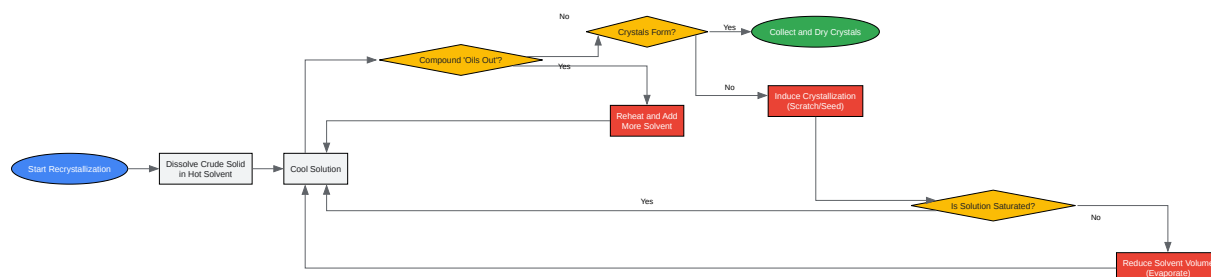 No
Crystals Form?
Yes
Collect and Dry Crystals
Compound 'Oils Out'?
Yes
No
Induce Crystallization
(Scratch/Seed)
Reheat and Add
More Solvent
Start Recrystallization
Dissolve Crude Solid
in Hot Solvent
Cool Solution
Yes
Is Solution Saturated?
No
Reduce Solvent Volume
(Evaporate)